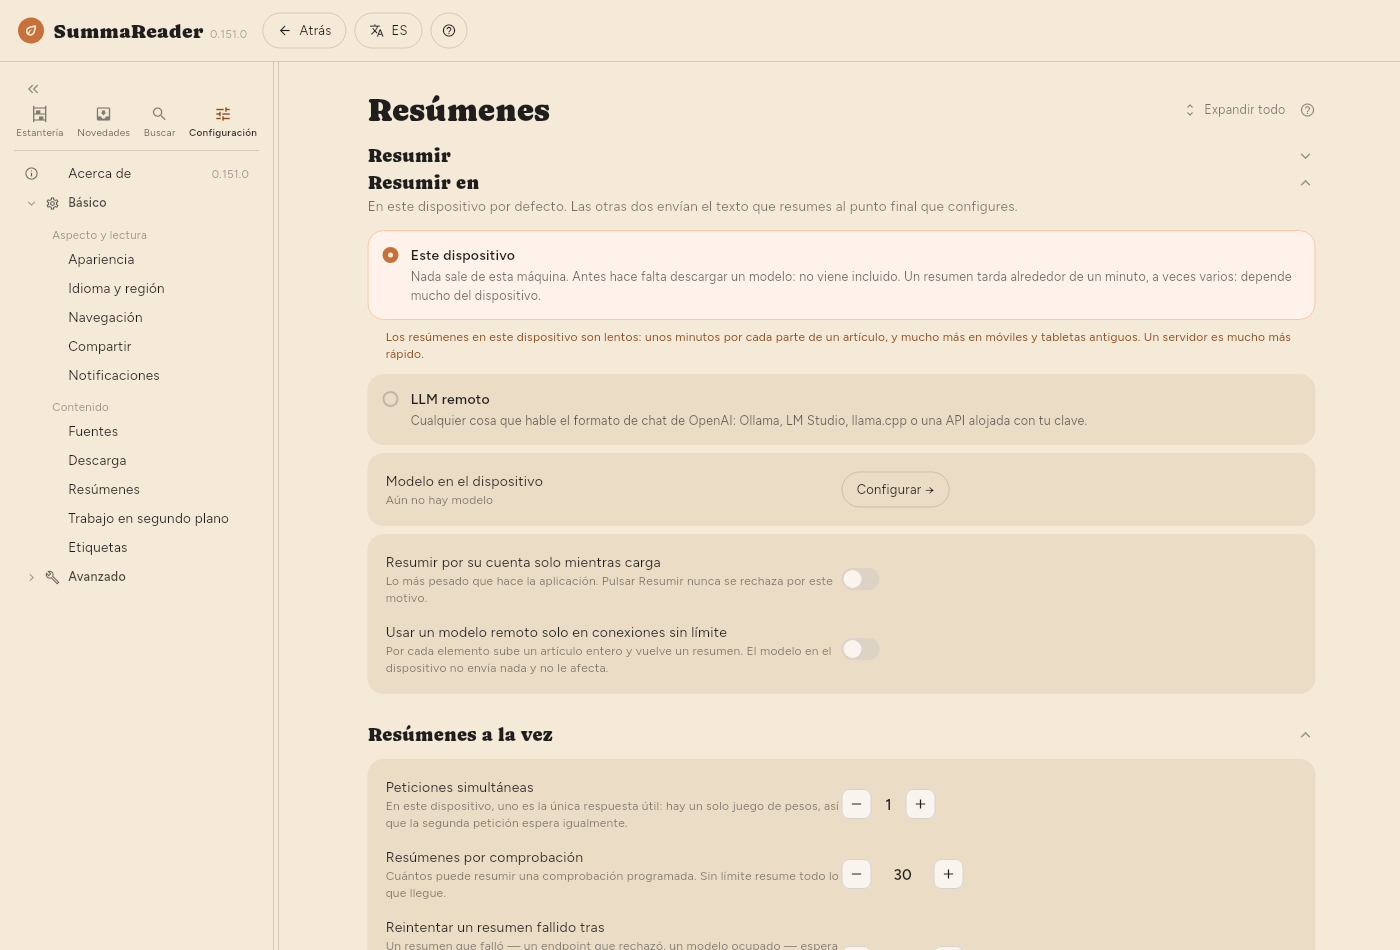 SummaReader 0.151.0
Atrás
ES
Estantería
Novedades
Buscar
Configuración
Acerca de 0.151.0
Básico
Aspecto y lectura
Apariencia
Idioma y región
Navegación
Compartir
Notificaciones
Contenido
Fuentes
Descarga
Resúmenes
Trabajo en segundo plano
Etiquetas
Avanzado
Resúmenes
Expandir todo
Resumir
Resumir en
En este dispositivo por defecto. Las otras dos envían el texto que resumes al punto final que configures.
Este dispositivo
Nada sale de esta máquina. Antes hace falta descargar un modelo: no viene incluido. Un resumen tarda alrededor de un minuto, a veces varios: depende
mucho del dispositivo.
Los resúmenes en este dispositivo son lentos: unos minutos por cada parte de un artículo, y mucho más en móviles y tabletas antiguos. Un servidor es mucho más
rápido.
LLM remoto
Cualquier cosa que hable el formato de chat de OpenAI: Ollama, LM Studio, llama.cpp o una API alojada con tu clave.
Modelo en el dispositivo
Aún no hay modelo
Configurar →
Resumir por su cuenta solo mientras carga
Lo más pesado que hace la aplicación. Pulsar Resumir nunca se rechaza por este
motivo.
Usar un modelo remoto solo en conexiones sin límite
Por cada elemento sube un artículo entero y vuelve un resumen. El modelo en el
dispositivo no envía nada y no le afecta.
Resúmenes a la vez
Peticiones simultáneas
En este dispositivo, uno es la única respuesta útil: hay un solo juego de pesos, así
que la segunda petición espera igualmente.
1
Resúmenes por comprobación
Cuántos puede resumir una comprobación programada. Sin límite resume todo lo
que llegue.
30
Reintentar un resumen fallido tras
Un resumen que falló — un endpoint que rechazó, un modelo ocupado — espera